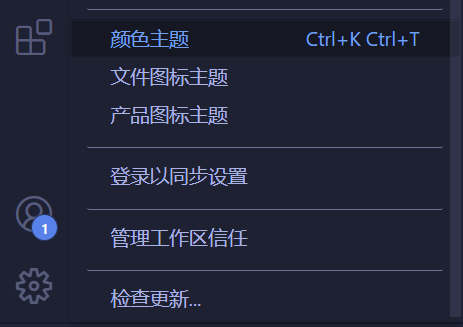 颜色主题 Ctrl+K Ctrl+T
文件图标主题
产品图标主题
登录以同步设置
管理工作区信任
1
检查更新...